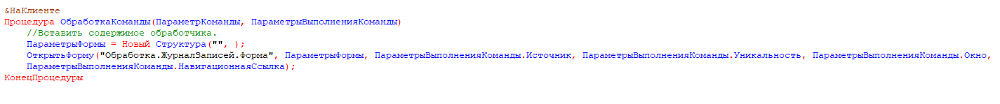 &НаКлиенте
Процедура ОбработкаКоманды(ПараметрКоманды, ПараметрыВыполненияКоманды)
//Вставить содержимое обработчика.
ПараметрыФормы = Новый Структура("", );
ОткрытьФорму("Обработка.ЖурналЗаписей.Форма", ПараметрыФормы, ПараметрыВыполненияКоманды.Источник, ПараметрыВыполненияКоманды.Уникальность, ПараметрыВыполненияКоманды.Окно,
ПараметрыВыполненияКоманды.НавигационнаяСсылка);
КонецПроцедуры